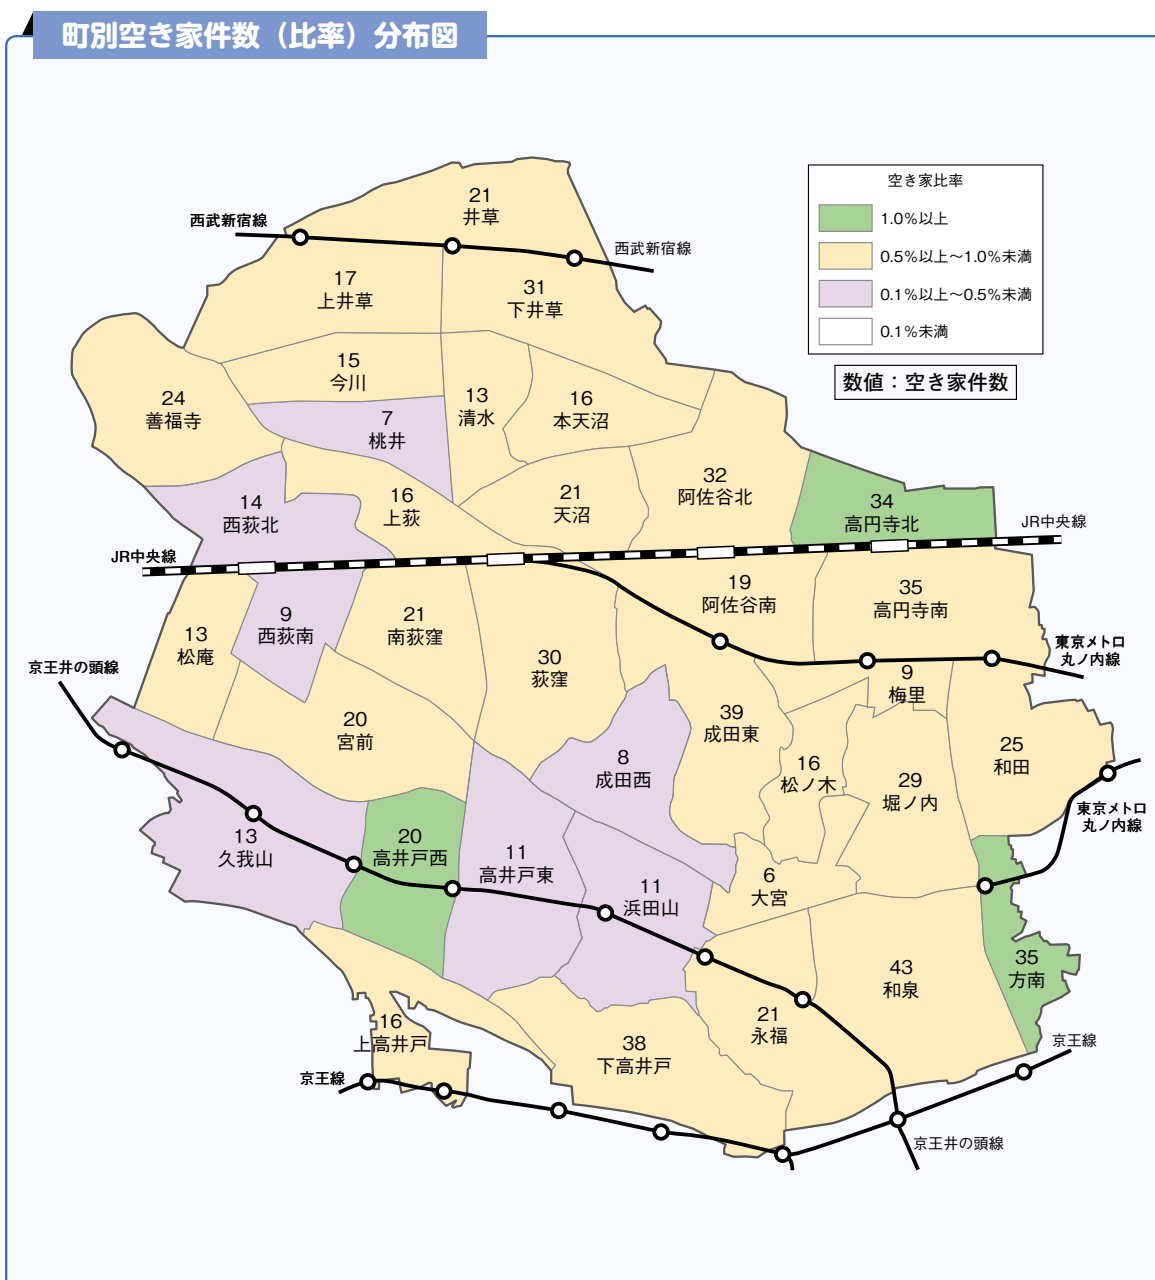 町別空き家件数（比率）分布図
空き家比率
1.0%以上
0.5%以上～1.0%未満
0.1%以上～0.5%未満
0.1%未満
数値：空き家件数
21
井草
西武新宿線
西武新宿線
17
上井草
31
下井草
15
今川
24
善福寺
7
桃井
13
清水
16
本天沼
14
西荻北
16
上荻
21
天沼
32
阿佐谷北
34
高円寺北
JR中央線
JR中央線
19
阿佐谷南
35
高円寺南
13
松庵
9
西荻南
21
南荻窪
30
荻窪
東京メトロ
丸ノ内線
京王井の頭線
9
梅里
20
宮前
39
成田東
8
成田西
16
松ノ木
29
堀ノ内
25
和田
東京メトロ
丸ノ内線
13
久我山
20
高井戸西
11
高井戸東
11
浜田山
6
大宮
43
和泉
35
方南
16
上高井戸
38
下高井戸
21
永福
京王線
京王線
京王井の頭線